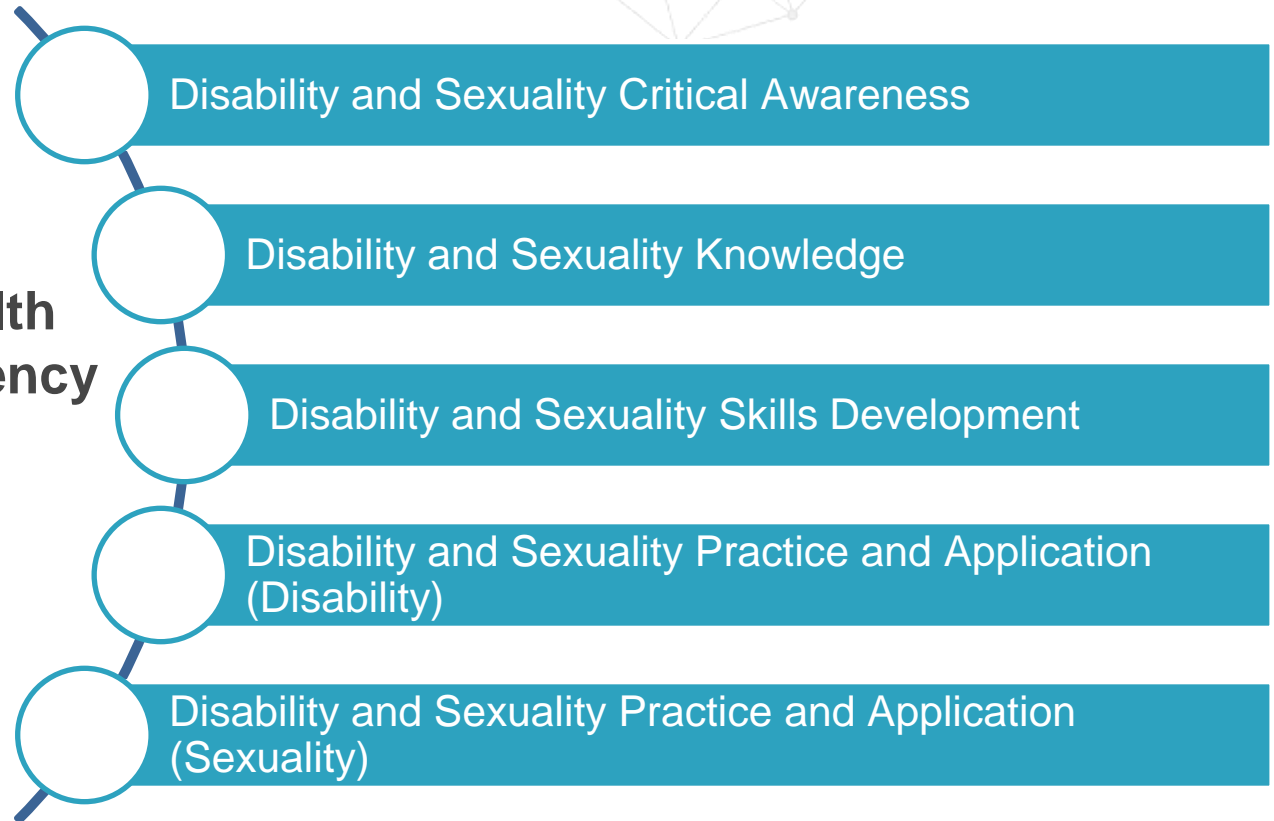 Disability and Sexuality Critical Awareness
Disability and Sexuality Knowledge
lth
ency
Disability and Sexuality Skills Development
Disability and Sexuality Practice and Application
(Disability)
Disability and Sexuality Practice and Application
(Sexuality)